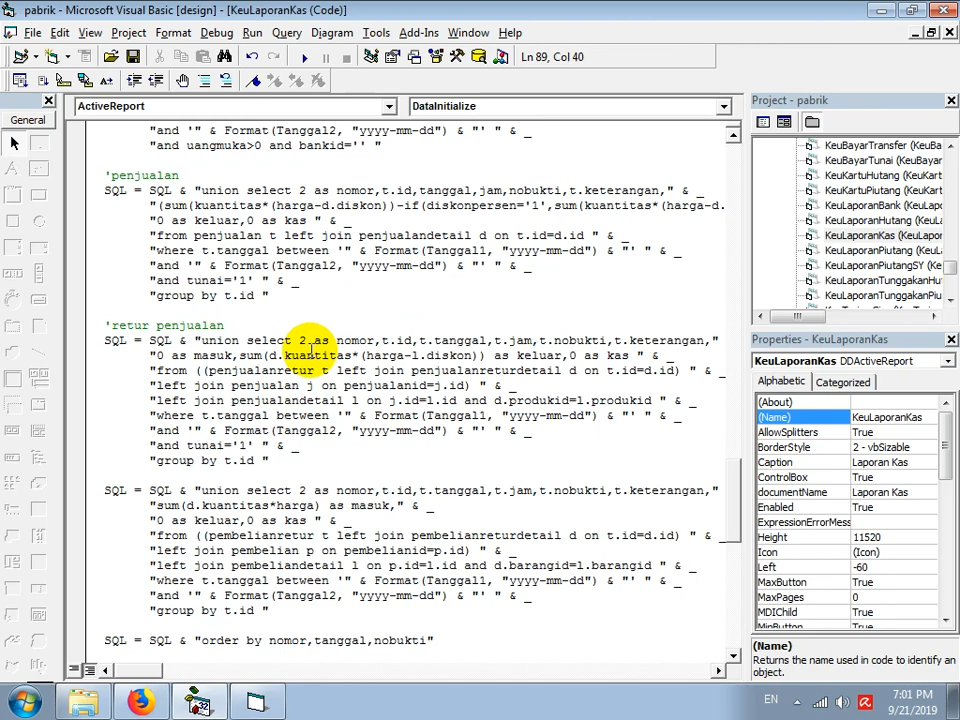 pabrik - Microsoft Visual Basic [design] - [KeuLaporanKas (Code)]
File Edit View Project Format Debug Run Query Diagram Tools Add-Ins Window Help
Ln 89, Col 40
General
ActiveReport
DataInitialize
"and '" & Format(Tanggal2, "yyyy-mm-dd") & "' " & _
"and uangmuka>0 and bankid='' "
'penjualan
SQL = SQL & "union select 2 as nomor,t.id,tanggal,jam,nobukti,t.keterangan," & _
"(sum(kuantitas*(harga-d.diskon))-if(diskonpersen='1',sum(kuantitas*(harga-d.
"0 as keluar,0 as kas " & _
"from penjualan t left join penjualandetail d on t.id=d.id " & _
"where t.tanggal between '" & Format(Tanggal1, "yyyy-mm-dd") & "' " & _
"and '" & Format(Tanggal2, "yyyy-mm-dd") & "' " & _
"and tunai='1' " & _
"group by t.id "
'retur penjualan
SQL = SQL & "union select 2 as nomor,t.id,t.tanggal,t.jam,t.nobukti,t.keterangan,"
"0 as masuk,sum(d.kuantitas*(harga-l.diskon)) as keluar,0 as kas " & _
"from ((penjualanretur t left join penjualanreturdetail d on t.id=d.id) " & _
"left join penjualan j on penjualanid=j.id) " & _
"left join penjualandetail l on j.id=l.id and d.produkid=l.produkid " & _
"where t.tanggal between '" & Format(Tanggal1, "yyyy-mm-dd") & "' " & _
"and '" & Format(Tanggal2, "yyyy-mm-dd") & "' " & _
"and tunai='1' " & _
"group by t.id "
SQL = SQL & "union select 2 as nomor,t.id,t.tanggal,t.jam,t.nobukti,t.keterangan,"
"sum(d.kuantitas*harga) as masuk," & _
"0 as keluar,0 as kas " & _
"from ((pembelianretur t left join pembelianreturdetail d on t.id=d.id) " & _
"left join pembelian p on pembelianid=p.id) " & _
"left join pembeliandetail l on p.id=l.id and d.barangid=l.barangid " & _
"where t.tanggal between '" & Format(Tanggal1, "yyyy-mm-dd") & "' " & _
"and '" & Format(Tanggal2, "yyyy-mm-dd") & "' " & _
"group by t.id "
SQL = SQL & "order by nomor,tanggal,nobukti"
Project - pabrik
KeuBayarTransfer (KeuBayar
KeuBayarTunai (KeuBayar
KeuKartuHutang (KeuKart
KeuKartuPiutang (KeuKart
KeuLaporanBank (KeuLapo
KeuLaporanHutang (KeuLa
KeuLaporanKas (KeuLapor
KeuLaporanPiutang (KeuL
KeuLaporanPiutangSY (Ke
KeuLaporanTunggakanPi
KeuLaporanTunggakanPiu
Properties - KeuLaporanKas
KeuLaporanKas DDActiveReport
Alphabetic Categorized
(About)
(Name) KeuLaporanKas
AllowSplitters True
BorderStyle 2 - vbSizable
Caption Laporan Kas
ControlBox True
documentName Laporan Kas
Enabled True
ExpressionErrorMess
Height 11520
Icon (Icon)
Left -60
MaxButton True
MaxPages 0
MDIChild True
MinButton True
(Name)
Returns the name used in code to identify an
object.
EN
7:01 PM
9/21/2019